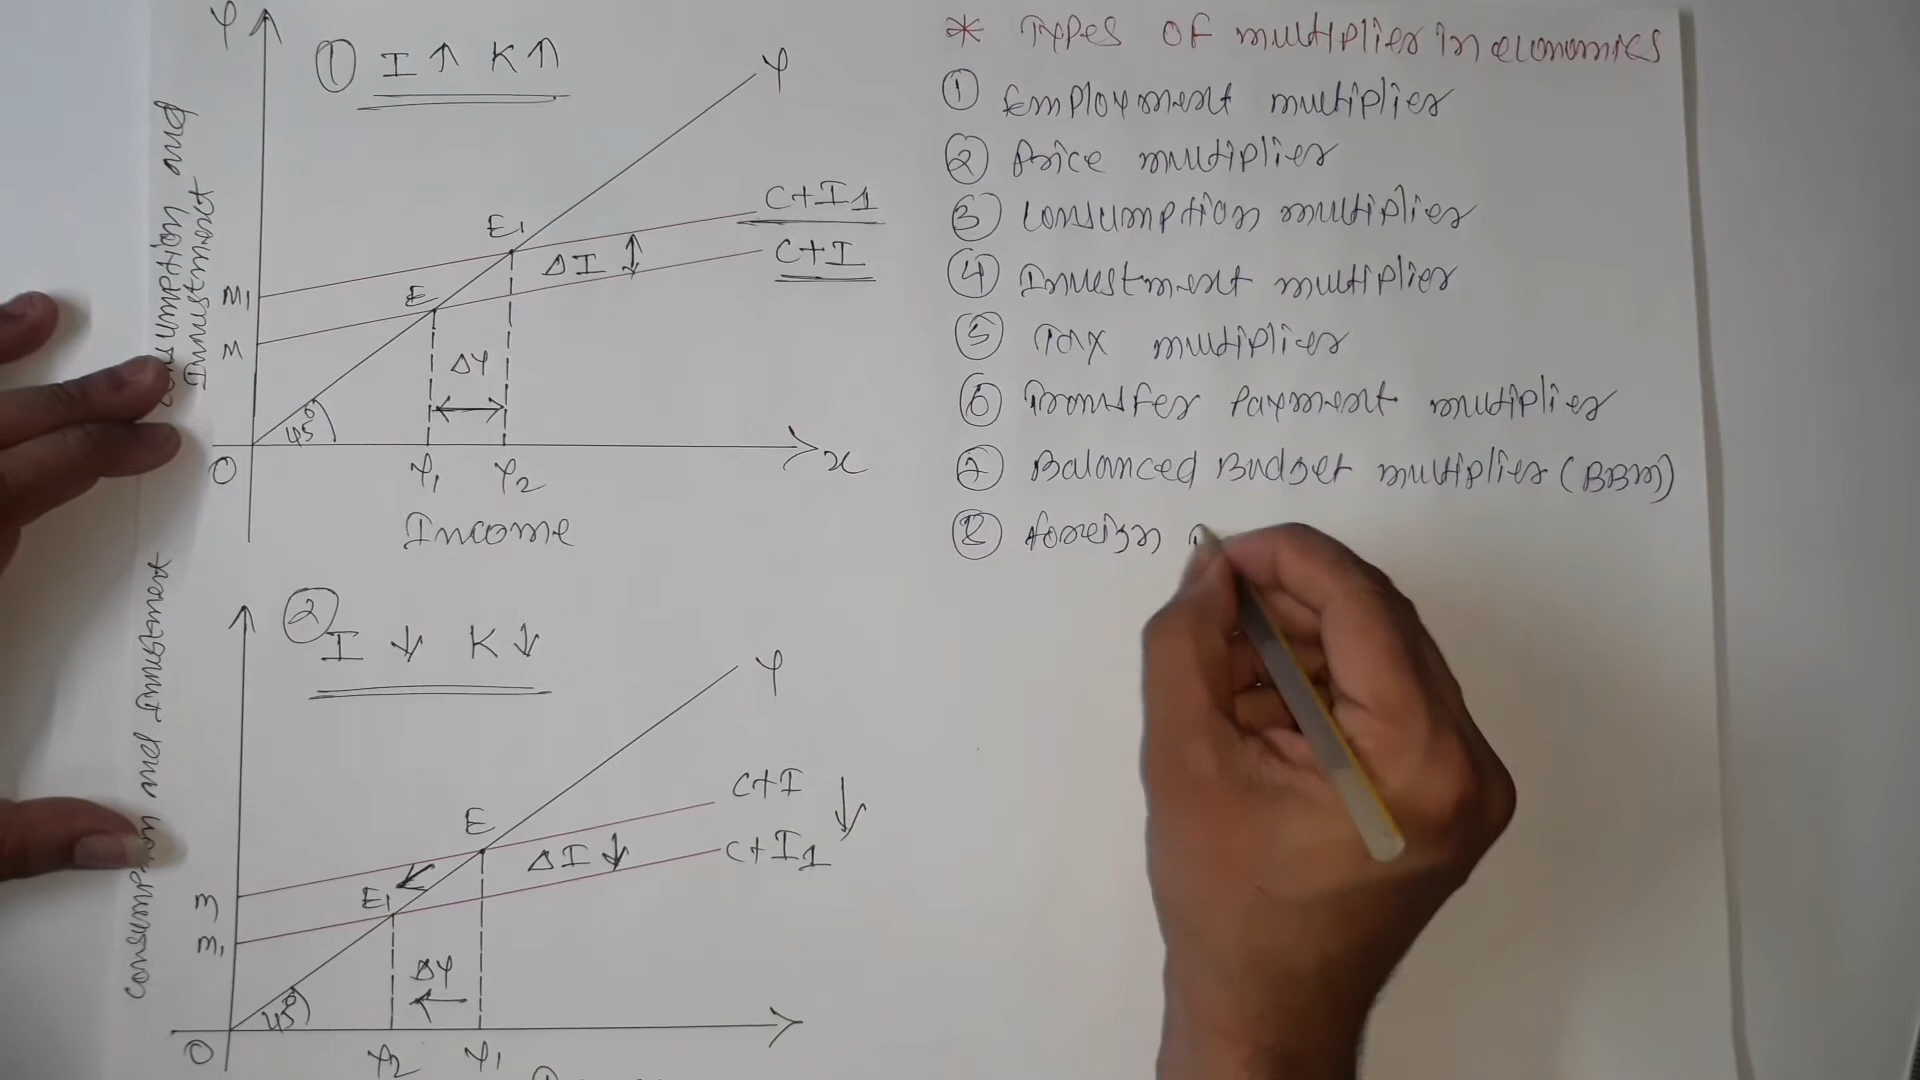 Y
① I ↑ K ↑
Y
Consumption and
Investment
C+I1
E1
ΔI ↕
C+I
M1
E
M
ΔY
45°
O
Y1
Y2
x
Income
② I ↓ K ↓
Y
Consumption and Investment
C+I ↓
E
ΔI ↓
C+I1
E1
M
M1
ΔY
45°
O
Y2
Y1
* Types of multiplier in economics
① Employment multiplier
② Price multiplier
③ Consumption multiplier
④ Investment multiplier
⑤ Tax multiplier
⑥ Transfer Payment multiplier
⑦ Balanced Budget multiplier (BBM)
⑧ Foreign